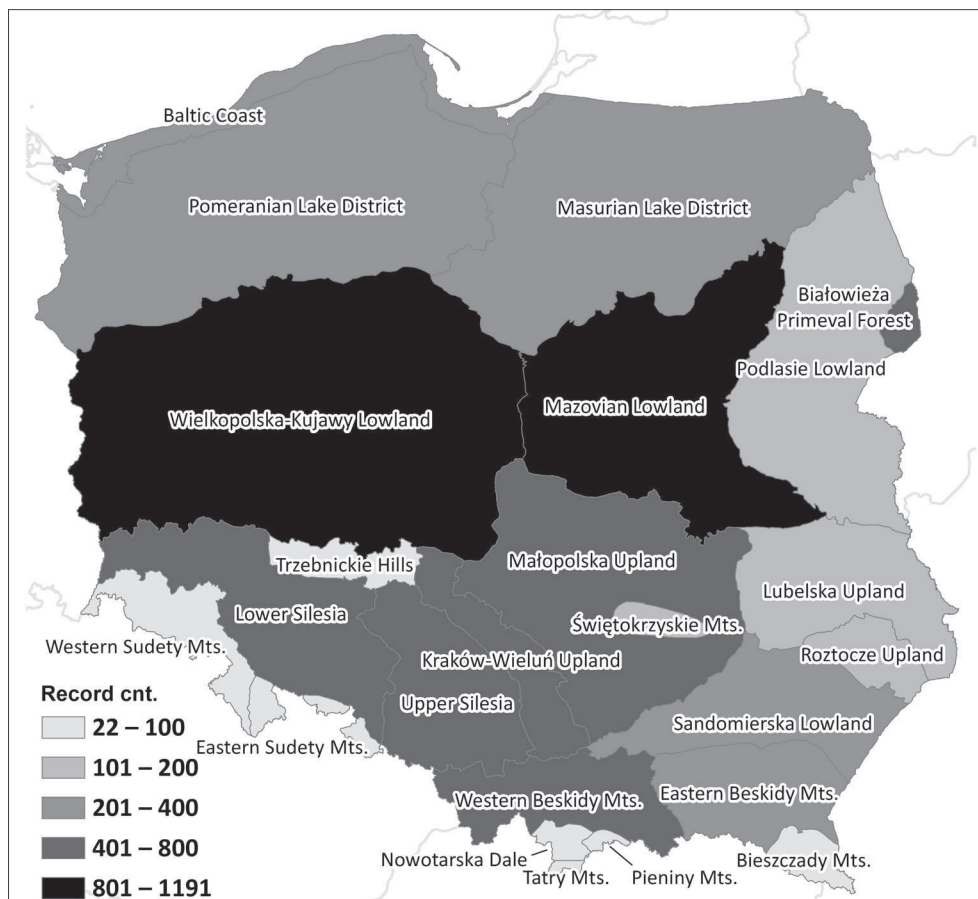 Baltic Coast
Pomeranian Lake District
Masurian Lake District
Białowieża
Primeval Forest
Podlasie Lowland
Wielkopolska-Kujawy Lowland
Mazovian Lowland
Trzebnickie Hills
Małopolska Upland
Lubelska Upland
Lower Silesia
Świętokrzyskie Mts.
Western Sudety Mts.
Kraków-Wieluń Upland
Roztocze Upland
Upper Silesia
Sandomierska Lowland
Eastern Sudety Mts.
Western Beskidy Mts.
Eastern Beskidy Mts.
Nowotarska Dale
Tatry Mts.
Pieniny Mts.
Bieszczady Mts.
Record cnt.
22 – 100
101 – 200
201 – 400
401 – 800
801 – 1191